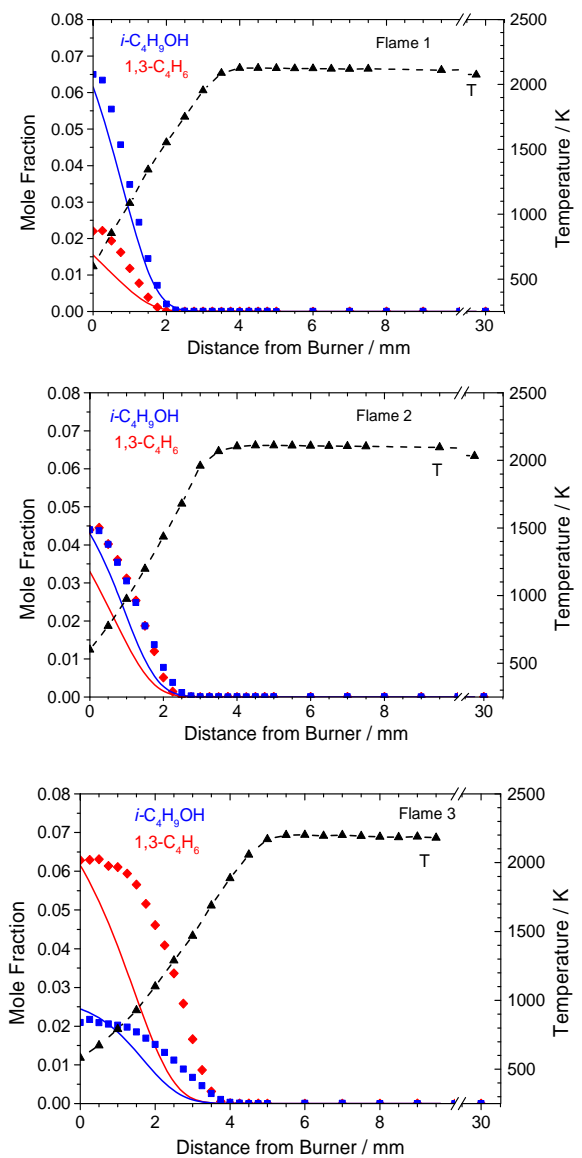 0.08
0.07
0.06
0.05
0.04
0.03
0.02
0.01
0.00
Mole Fraction
i-C₄H₉OH
1,3-C₄H₆
Flame 1
T
2500
2000
1500
1000
500
Temperature / K
0 2 4 6 8 30
Distance from Burner / mm
0.08
0.07
0.06
0.05
0.04
0.03
0.02
0.01
0.00
Mole Fraction
i-C₄H₉OH
1,3-C₄H₆
Flame 2
T
2500
2000
1500
1000
500
Temperature / K
0 2 4 6 8 30
Distance from Burner / mm
0.08
0.07
0.06
0.05
0.04
0.03
0.02
0.01
0.00
Mole Fraction
i-C₄H₉OH
1,3-C₄H₆
Flame 3
T
2500
2000
1500
1000
500
Temperature / K
0 2 4 6 8 30
Distance from Burner / mm